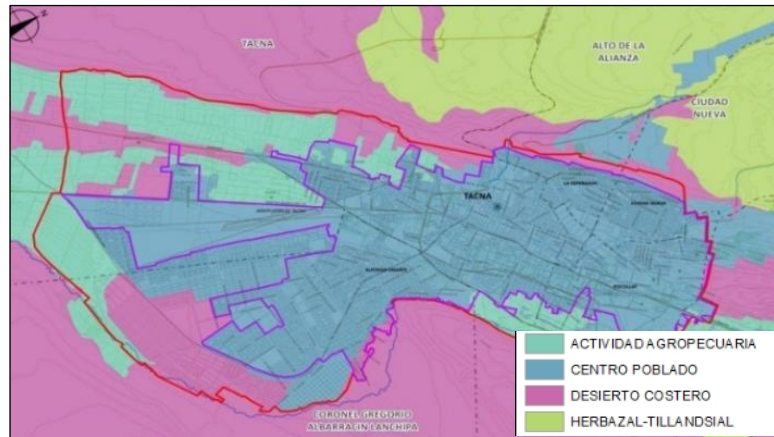 TACNA
ALTO DE LA
ALIANZA
CIUDAD
NUEVA
TACNA
CORONEL GREGORIO
ALBARRACIN LANCHIPA
ACTIVIDAD AGROPECUARIA
CENTRO POBLADO
DESIERTO COSTERO
HERBAZAL-TILLANDSIAL